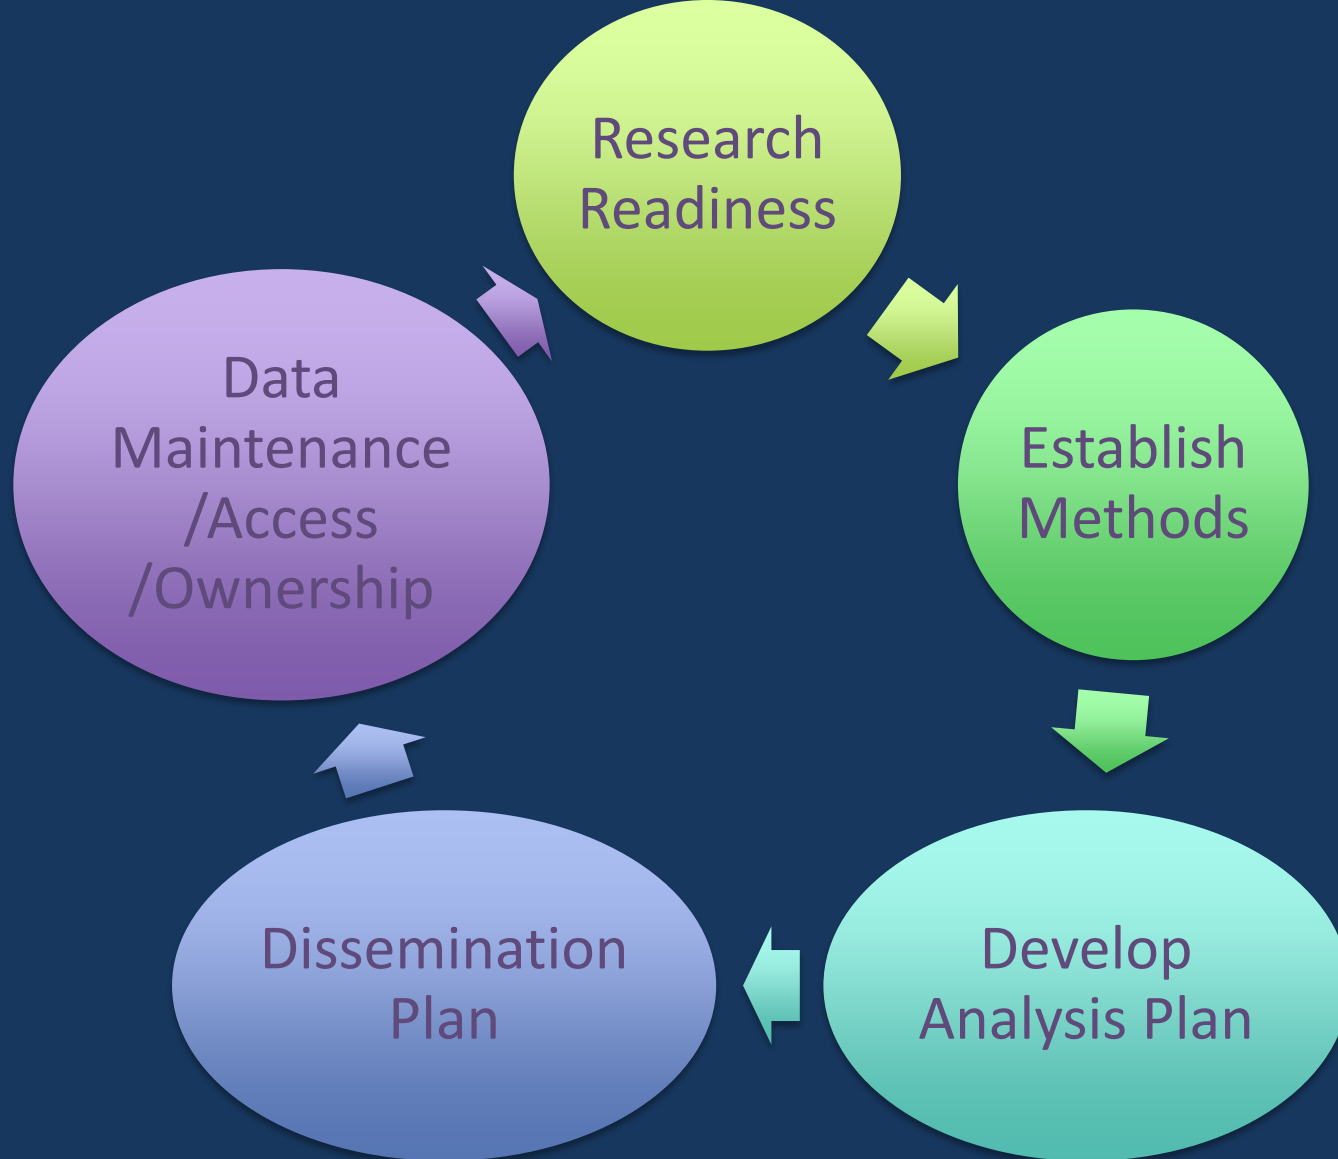 Research
Readiness
Establish
Methods
Develop
Analysis Plan
Dissemination
Plan
Data
Maintenance
/Access
/Ownership